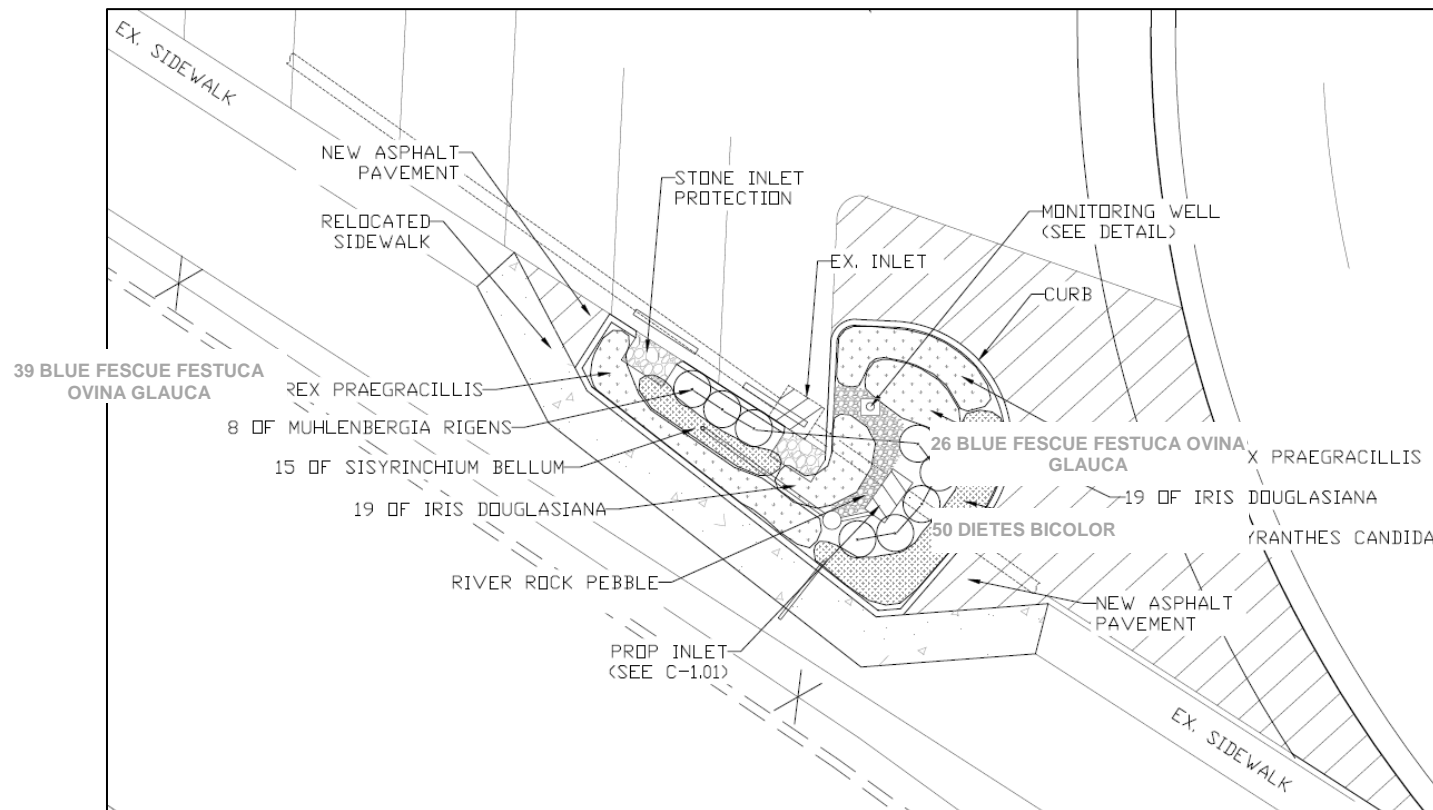 EX. SIDEWALK
NEW ASPHALT
PAVEMENT
STONE INLET
PROTECTION
MONITORING WELL
(SEE DETAIL)
RELOCATED
SIDEWALK
EX. INLET
CURB
39 BLUE FESCUE FESTUCA
OVINA GLAUCA
REX PRAEGRACILLIS
8 OF MUHLENBERGIA RIGENS
26 BLUE FESCUE FESTUCA OVINA
GLAUCA
X PRAEGRACILLIS
15 OF SISYRINCHIUM BELLUM
19 OF IRIS DOUGLASIANA
19 OF IRIS DOUGLASIANA
50 DIETES BICOLOR
YRANTHES CANDIDA
RIVER ROCK PEBBLE
NEW ASPHALT
PAVEMENT
PROP INLET
(SEE C-1.01)
EX. SIDEWALK